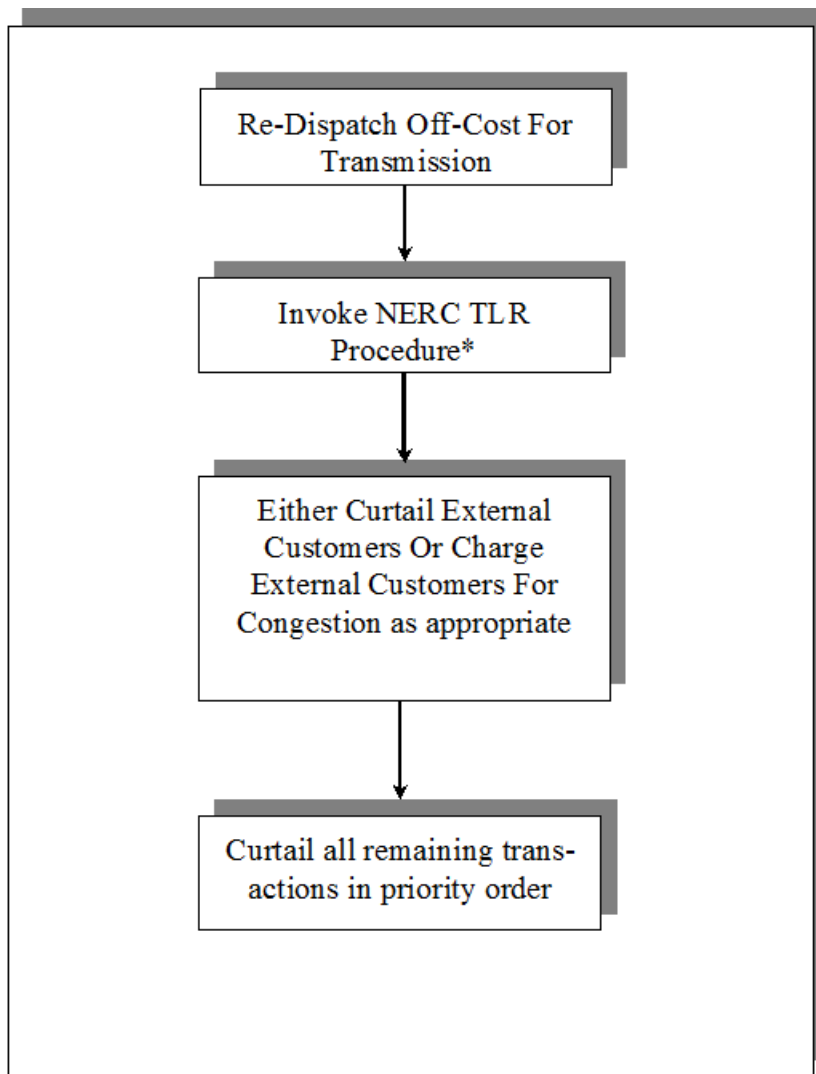 Re-Dispatch Off-Cost For
Transmission
Invoke NERC TLR
Procedure*
Either Curtail External
Customers Or Charge
External Customers For
Congestion as appropriate
Curtail all remaining trans-
actions in priority order